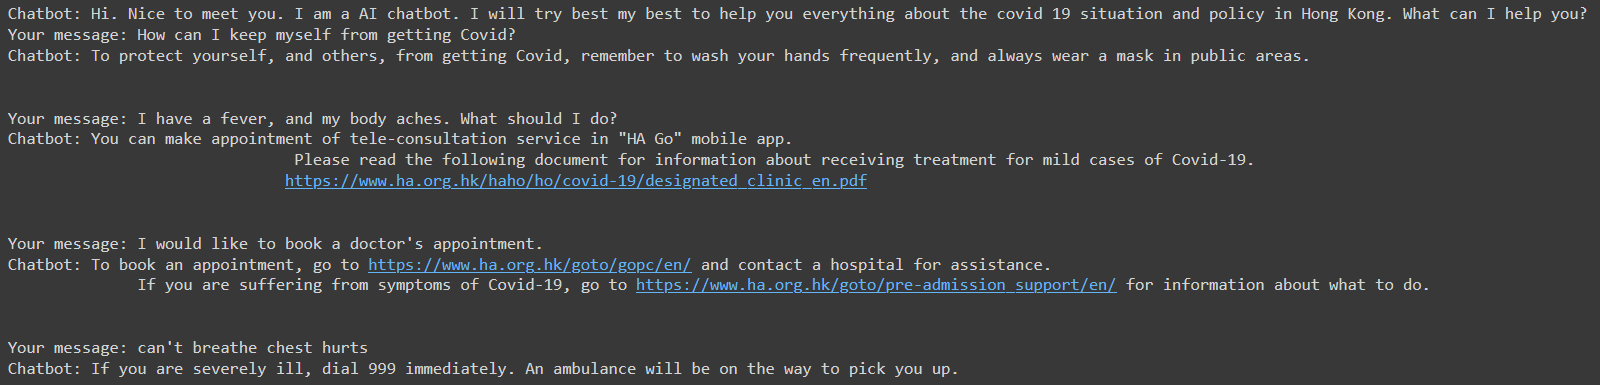 Chatbot: Hi. Nice to meet you. I am a AI chatbot. I will try best my best to help you everything about the covid 19 situation and policy in Hong Kong. What can I help you?
Your message: How can I keep myself from getting Covid?
Chatbot: To protect yourself, and others, from getting Covid, remember to wash your hands frequently, and always wear a mask in public areas.
Your message: I have a fever, and my body aches. What should I do?
Chatbot: You can make appointment of tele-consultation service in "HA Go" mobile app.
Please read the following document for information about receiving treatment for mild cases of Covid-19.
https://www.ha.org.hk/haho/ho/covid-19/designated_clinic_en.pdf
Your message: I would like to book a doctor's appointment.
Chatbot: To book an appointment, go to https://www.ha.org.hk/goto/gopc/en/ and contact a hospital for assistance.
If you are suffering from symptoms of Covid-19, go to https://www.ha.org.hk/goto/pre-admission_support/en/ for information about what to do.
Your message: can't breathe chest hurts
Chatbot: If you are severely ill, dial 999 immediately. An ambulance will be on the way to pick you up.